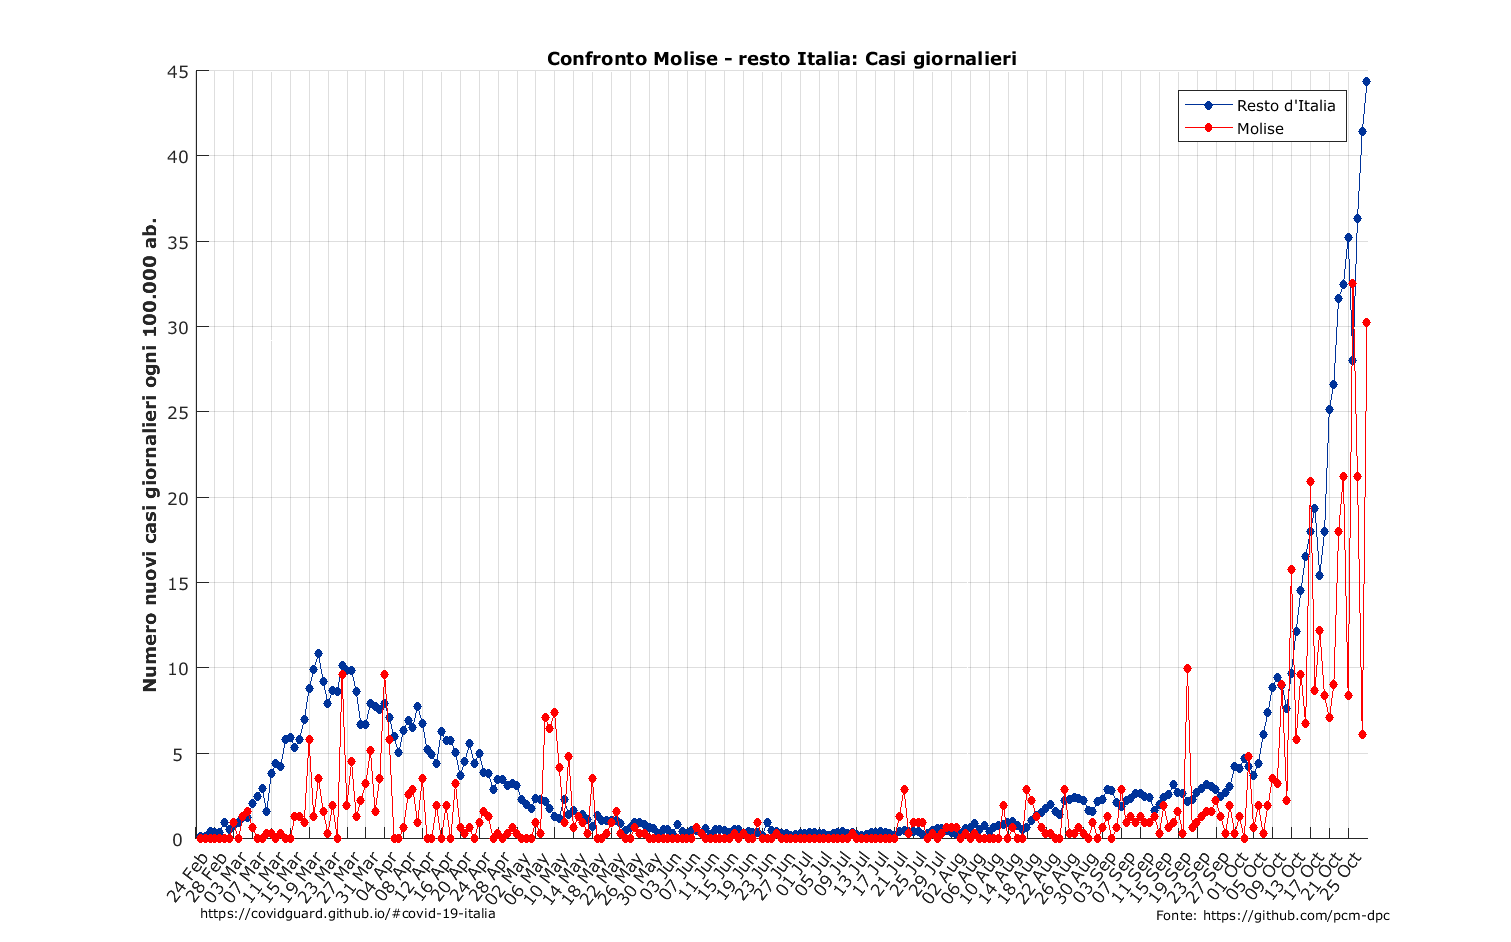 Confronto Molise - resto Italia: Casi giornalieri
Resto d'Italia
Molise
Numero nuovi casi giornalieri ogni 100.000 ab.
45
40
35
30
25
20
15
10
5
0
24 Feb
28 Feb
03 Mar
07 Mar
11 Mar
15 Mar
19 Mar
23 Mar
27 Mar
31 Mar
04 Apr
08 Apr
12 Apr
16 Apr
20 Apr
24 Apr
28 Apr
02 May
06 May
10 May
14 May
18 May
22 May
26 May
30 May
03 Jun
07 Jun
11 Jun
15 Jun
19 Jun
23 Jun
27 Jun
01 Jul
05 Jul
09 Jul
13 Jul
17 Jul
21 Jul
25 Jul
29 Jul
02 Aug
06 Aug
10 Aug
14 Aug
18 Aug
22 Aug
26 Aug
30 Aug
03 Sep
07 Sep
11 Sep
15 Sep
19 Sep
23 Sep
27 Sep
01 Oct
05 Oct
09 Oct
13 Oct
17 Oct
21 Oct
25 Oct
https://covidguard.github.io/#covid-19-italia
Fonte: https://github.com/pcm-dpc